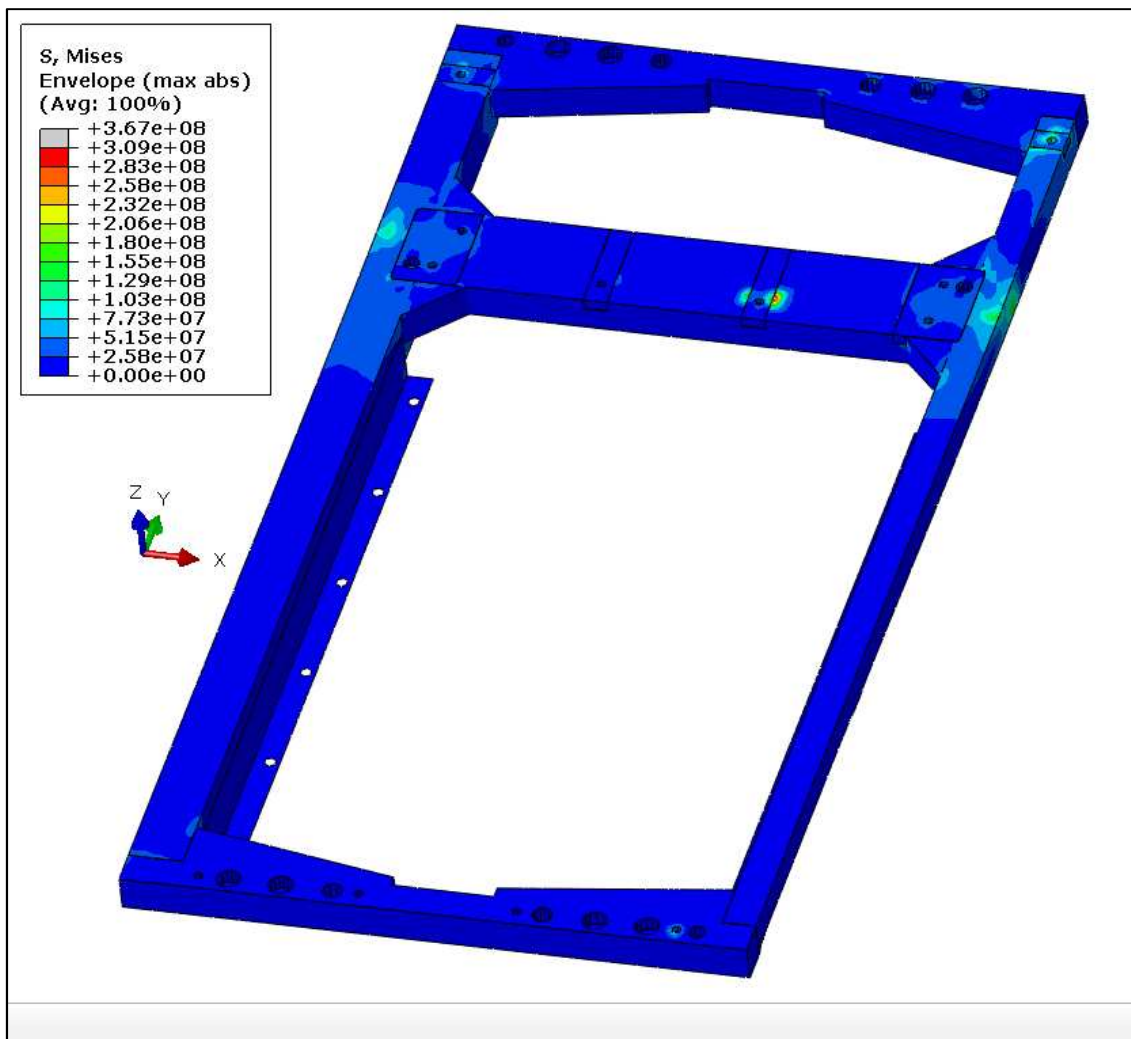 S, Mises
Envelope (max abs)
(Avg: 100%)
+3.67e+08
+3.09e+08
+2.83e+08
+2.58e+08
+2.32e+08
+2.06e+08
+1.80e+08
+1.55e+08
+1.29e+08
+1.03e+08
+7.73e+07
+5.15e+07
+2.58e+07
+0.00e+00
Z Y
X